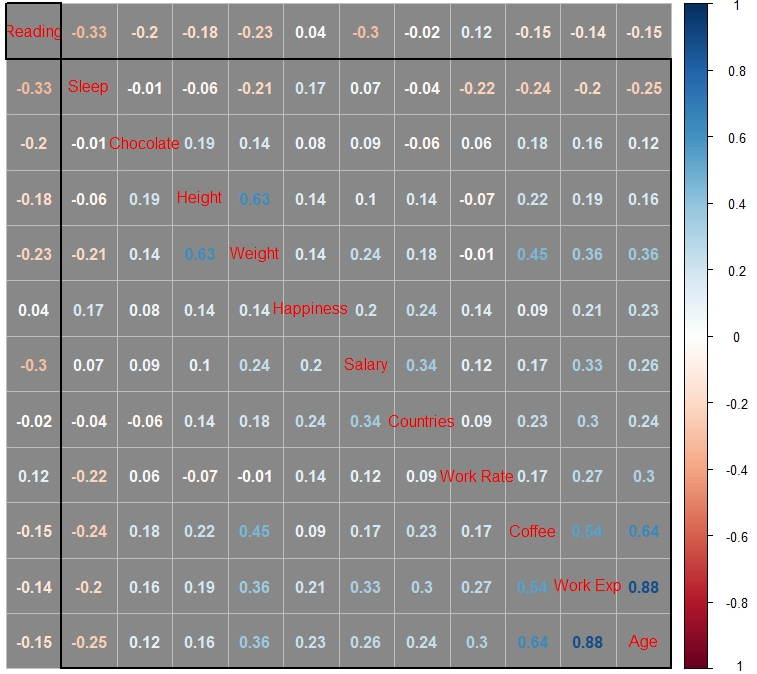 Reading -0.33 -0.2 -0.18 -0.23 0.04 -0.3 -0.02 0.12 -0.15 -0.14 -0.15
-0.33 Sleep -0.01 -0.06 -0.21 0.17 0.07 -0.04 -0.22 -0.24 -0.2 -0.25
-0.2 -0.01 Chocolate 0.19 0.14 0.08 0.09 -0.06 0.06 0.18 0.16 0.12
-0.18 -0.06 0.19 Height 0.63 0.14 0.1 0.14 -0.07 0.22 0.19 0.16
-0.23 -0.21 0.14 0.63 Weight 0.14 0.24 0.18 -0.01 0.45 0.36 0.36
0.04 0.17 0.08 0.14 0.14 Happiness 0.2 0.24 0.14 0.09 0.21 0.23
-0.3 0.07 0.09 0.1 0.24 0.2 Salary 0.34 0.12 0.17 0.33 0.26
-0.02 -0.04 -0.06 0.14 0.18 0.24 0.34 Countries 0.09 0.23 0.3 0.24
0.12 -0.22 0.06 -0.07 -0.01 0.14 0.12 0.09 Work Rate 0.17 0.27 0.3
-0.15 -0.24 0.18 0.22 0.45 0.09 0.17 0.23 0.17 Coffee 0.54 0.64
-0.14 -0.2 0.16 0.19 0.36 0.21 0.33 0.3 0.27 0.54 Work Exp 0.88
-0.15 -0.25 0.12 0.16 0.36 0.23 0.26 0.24 0.3 0.64 0.88 Age
1
0.8
0.6
0.4
0.2
0
-0.2
-0.4
-0.6
-0.8
1